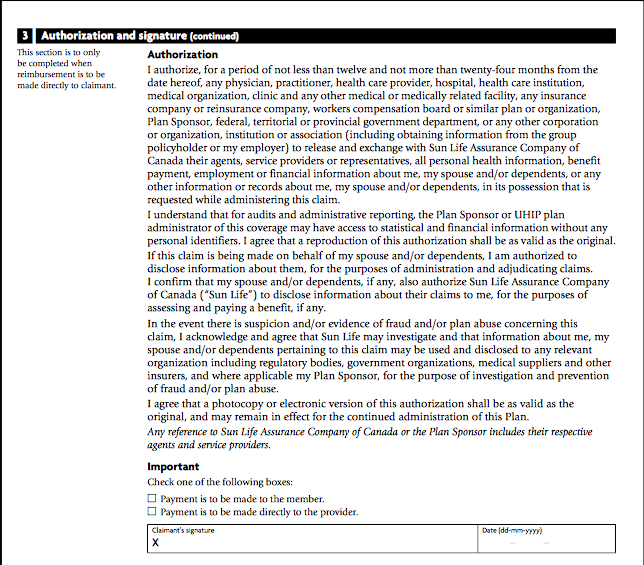 3 Authorization and signature (continued)
This section is to only
be completed when
reimbursement is to be
made directly to claimant.
Authorization
I authorize, for a period of not less than twelve and not more than twenty-four months from the
date hereof, any physician, practitioner, health care provider, hospital, health care institution,
medical organization, clinic and any other medical or medically related facility, any insurance
company or reinsurance company, workers compensation board or similar plan or organization,
Plan Sponsor, federal, territorial or provincial government department, or any other corporation
or organization, institution or association (including obtaining information from the group
policyholder or my employer) to release and exchange with Sun Life Assurance Company of
Canada their agents, service providers or representatives, all personal health information, benefit
payment, employment or financial information about me, my spouse and/or dependents, or any
other information or records about me, my spouse and/or dependents, in its possession that is
requested while administering this claim.
I understand that for audits and administrative reporting, the Plan Sponsor or UHIP plan
administrator of this coverage may have access to statistical and financial information without any
personal identifiers. I agree that a reproduction of this authorization shall be as valid as the original.
If this claim is being made on behalf of my spouse and/or dependents, I am authorized to
disclose information about them, for the purposes of administration and adjudicating claims.
I confirm that my spouse and/or dependents, if any, also authorize Sun Life Assurance Company
of Canada (“Sun Life”) to disclose information about their claims to me, for the purposes of
assessing and paying a benefit, if any.
In the event there is suspicion and/or evidence of fraud and/or plan abuse concerning this
claim, I acknowledge and agree that Sun Life may investigate and that information about me, my
spouse and/or dependents pertaining to this claim may be used and disclosed to any relevant
organization including regulatory bodies, government organizations, medical suppliers and other
insurers, and where applicable my Plan Sponsor, for the purpose of investigation and prevention
of fraud and/or plan abuse.
I agree that a photocopy or electronic version of this authorization shall be as valid as the
original, and may remain in effect for the continued administration of this Plan.
Any reference to Sun Life Assurance Company of Canada or the Plan Sponsor includes their respective
agents and service providers.
Important
Check one of the following boxes:
☐ Payment is to be made to the member.
☐ Payment is to be made directly to the provider.
Claimant's signature
X
Date (dd-mm-yyyy)
– –